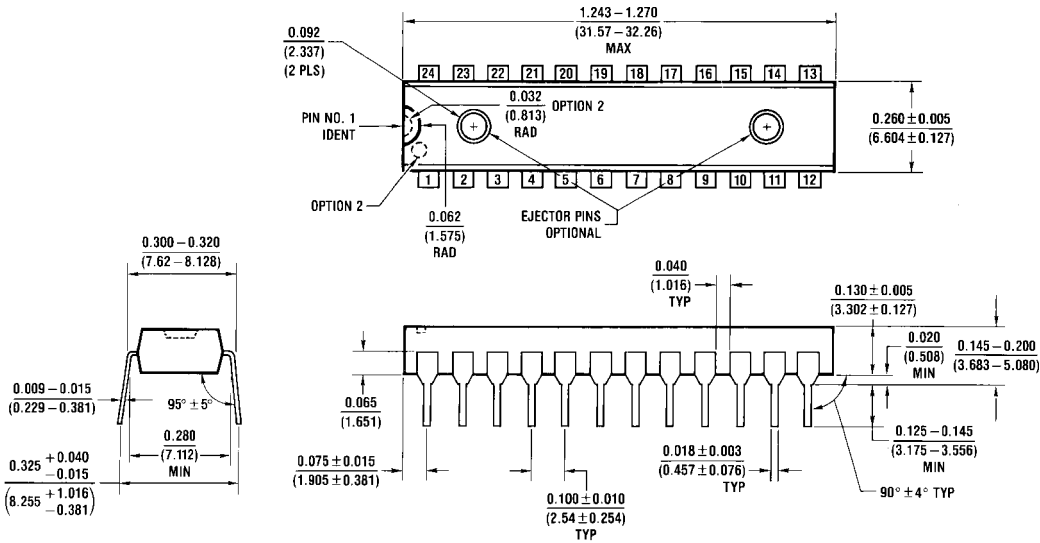 1.243 – 1.270
(31.57 – 32.26)
MAX
0.092
(2.337)
(2 PLS)
24 23 22 21 20 19 18 17 16 15 14 13
0.032
(0.813)
RAD
OPTION 2
PIN NO. 1
IDENT
0.260 ± 0.005
(6.604 ± 0.127)
1 2 3 4 5 6 7 8 9 10 11 12
OPTION 2
0.062
(1.575)
RAD
EJECTOR PINS
OPTIONAL
0.300 – 0.320
(7.62 – 8.128)
0.040
(1.016)
TYP
0.130 ± 0.005
(3.302 ± 0.127)
0.020
(0.508)
MIN
0.145 – 0.200
(3.683 – 5.080)
0.009 – 0.015
(0.229 – 0.381)
95° ± 5°
0.065
(1.651)
0.280
(7.112)
MIN
0.125 – 0.145
(3.175 – 3.556)
MIN
0.325 +0.040
−0.015
(8.255 +1.016
−0.381)
0.075 ± 0.015
(1.905 ± 0.381)
0.018 ± 0.003
(0.457 ± 0.076)
TYP
0.100 ± 0.010
(2.54 ± 0.254)
TYP
90° ± 4° TYP